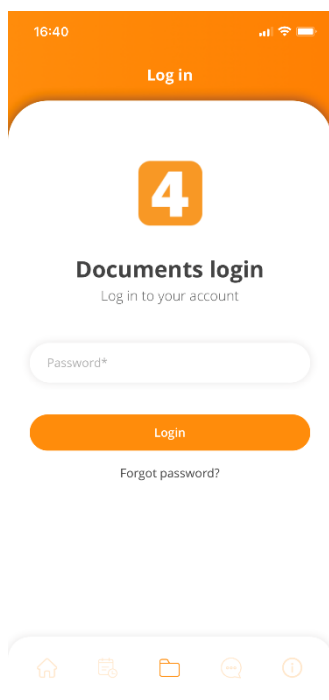 16:40
Log in
4
Documents login
Log in to your account
Password*
Login
Forgot password?